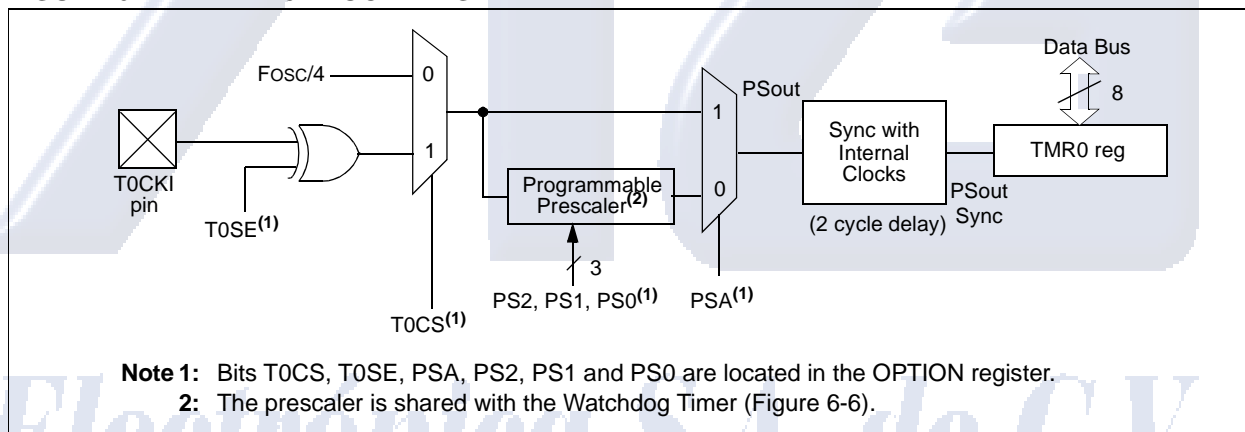 Data Bus
8
FOSC/4
0
1
T0CKI
pin
T0SE(1)
T0CS(1)
1
0
PSout
Programmable
Prescaler(2)
3
PS2, PS1, PS0(1)
PSA(1)
Sync with
Internal
Clocks
(2 cycle delay)
PSout
Sync
TMR0 reg
Note 1: Bits T0CS, T0SE, PSA, PS2, PS1 and PS0 are located in the OPTION register.
2: The prescaler is shared with the Watchdog Timer (Figure 6-6).
Electrónica SA de C.V.